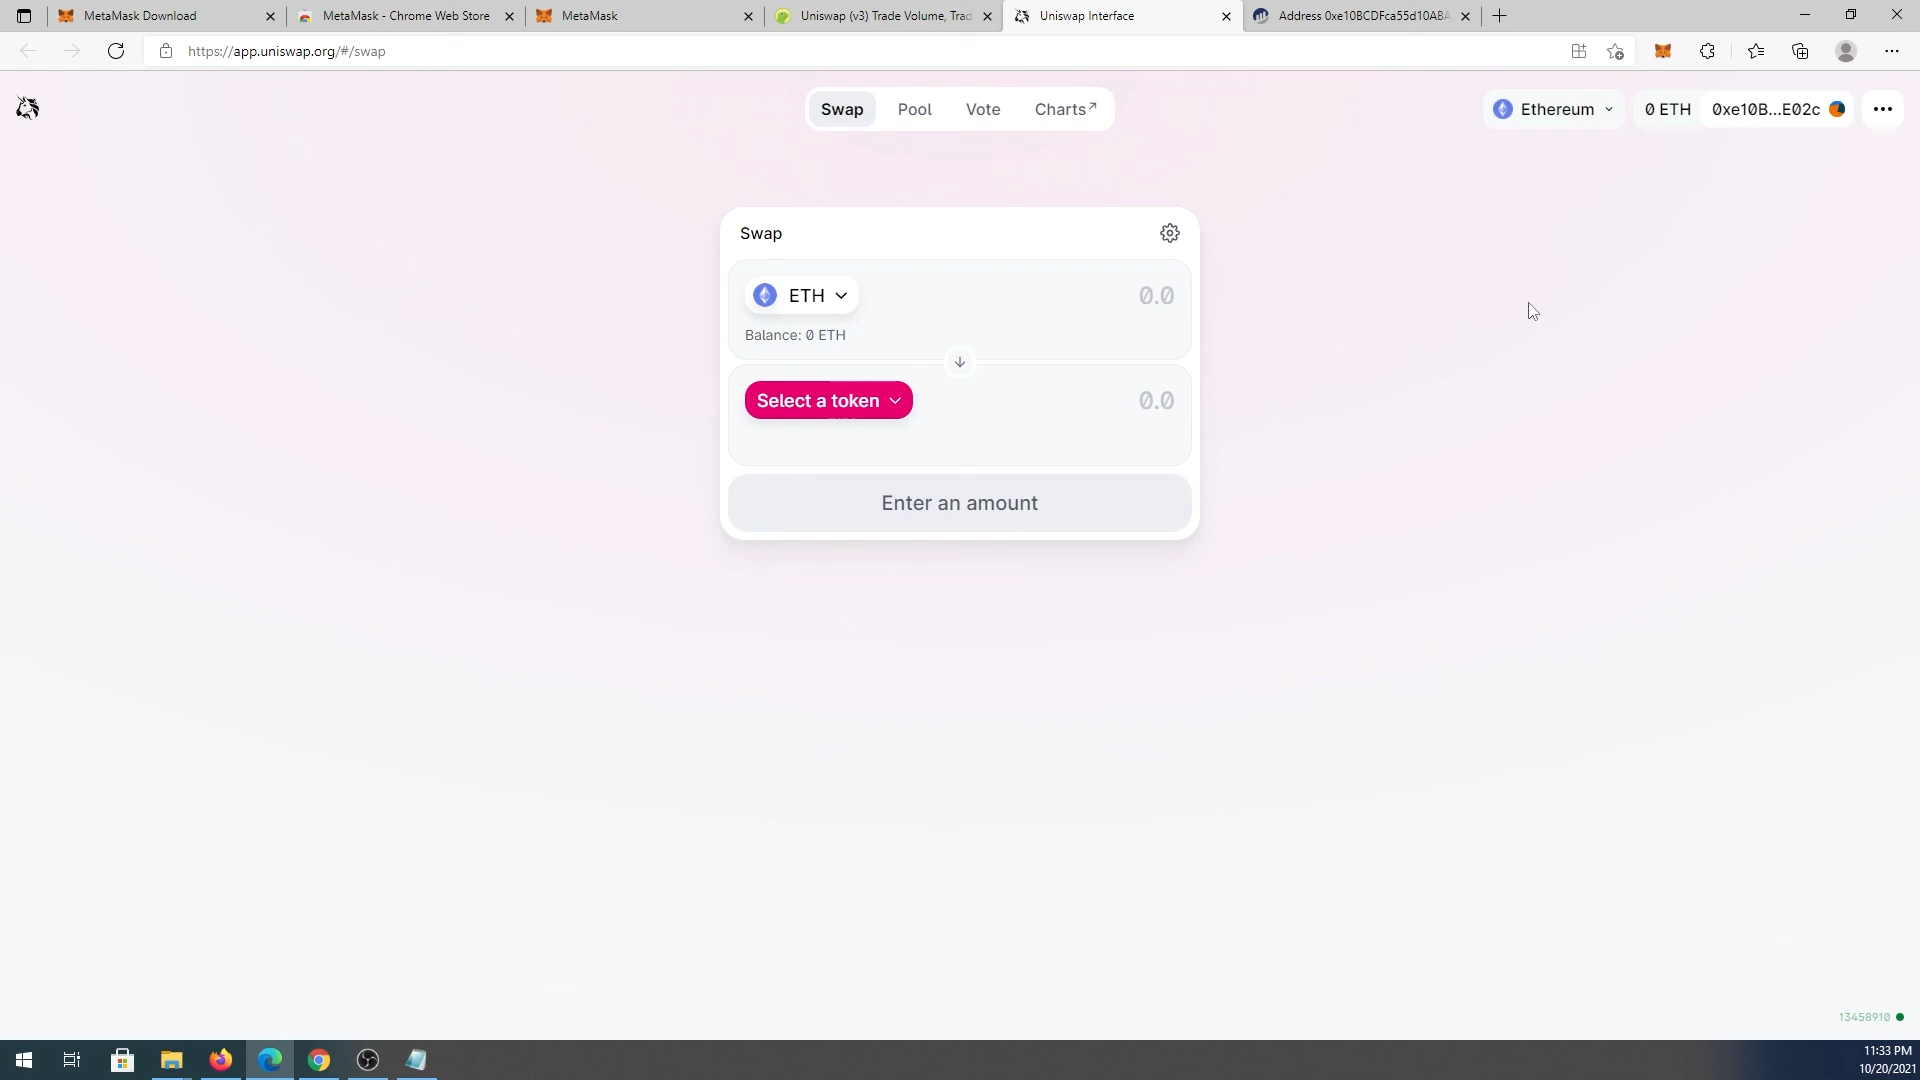 MetaMask Download
MetaMask - Chrome Web Store
MetaMask
Uniswap (v3) Trade Volume, Trad
Uniswap Interface
Address 0xe10BCDFca55d10ABA
https://app.uniswap.org/#/swap
Swap
Pool
Vote
Charts↗
Ethereum
0 ETH
0xe10B...E02c
Swap
ETH
0.0
Balance: 0 ETH
Select a token
0.0
Enter an amount
13458910
11:33 PM
10/20/2021